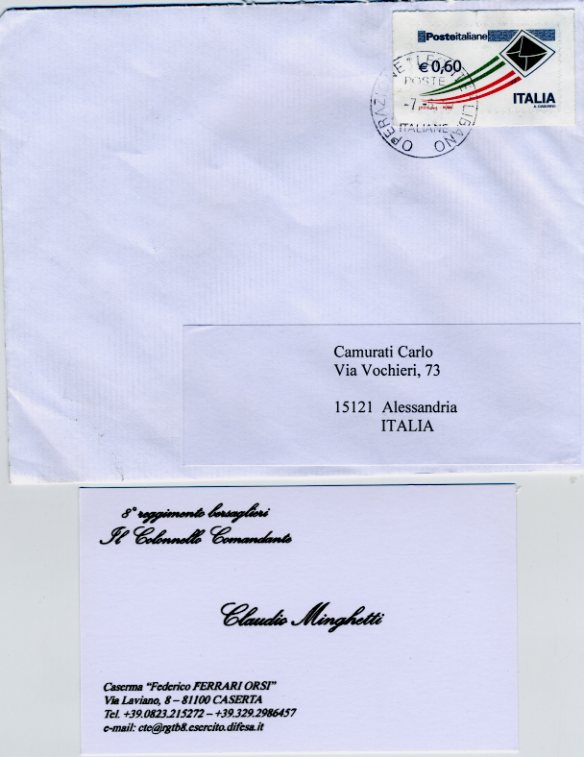 Posteitaliane
€ 0,60
ITALIA
OPERAZIONE LEONTE LIBANO
POSTE
-7.
ITALIANE
Camurati Carlo
Via Vochieri, 73
15121 Alessandria
ITALIA
8° reggimento bersaglieri
Il Colonnello Comandante
Claudio Minghetti
Caserma “Federico FERRARI ORSI”
Via Laviano, 8 – 81100 CASERTA
Tel. +39.0823.215272 – +39.329.2986457
e-mail: cte@rgtb8.esercito.difesa.it